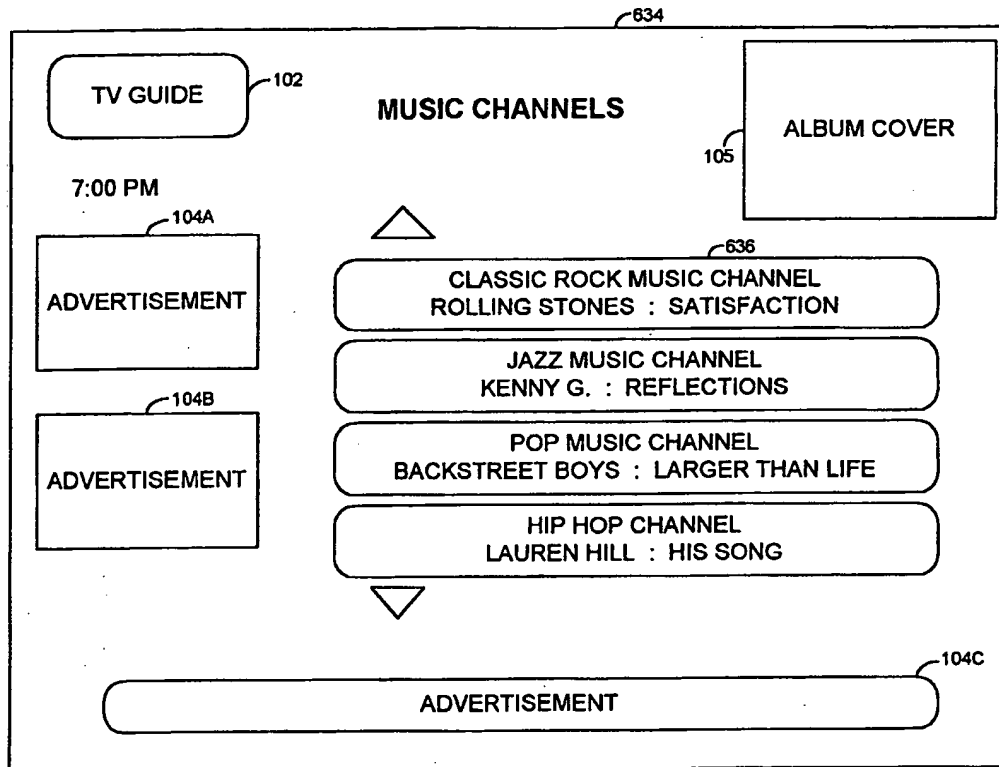 634
TV GUIDE
102
MUSIC CHANNELS
105
ALBUM COVER
7:00 PM
104A
ADVERTISEMENT
636
CLASSIC ROCK MUSIC CHANNEL
ROLLING STONES : SATISFACTION
JAZZ MUSIC CHANNEL
KENNY G. : REFLECTIONS
104B
ADVERTISEMENT
POP MUSIC CHANNEL
BACKSTREET BOYS : LARGER THAN LIFE
HIP HOP CHANNEL
LAUREN HILL : HIS SONG
104C
ADVERTISEMENT